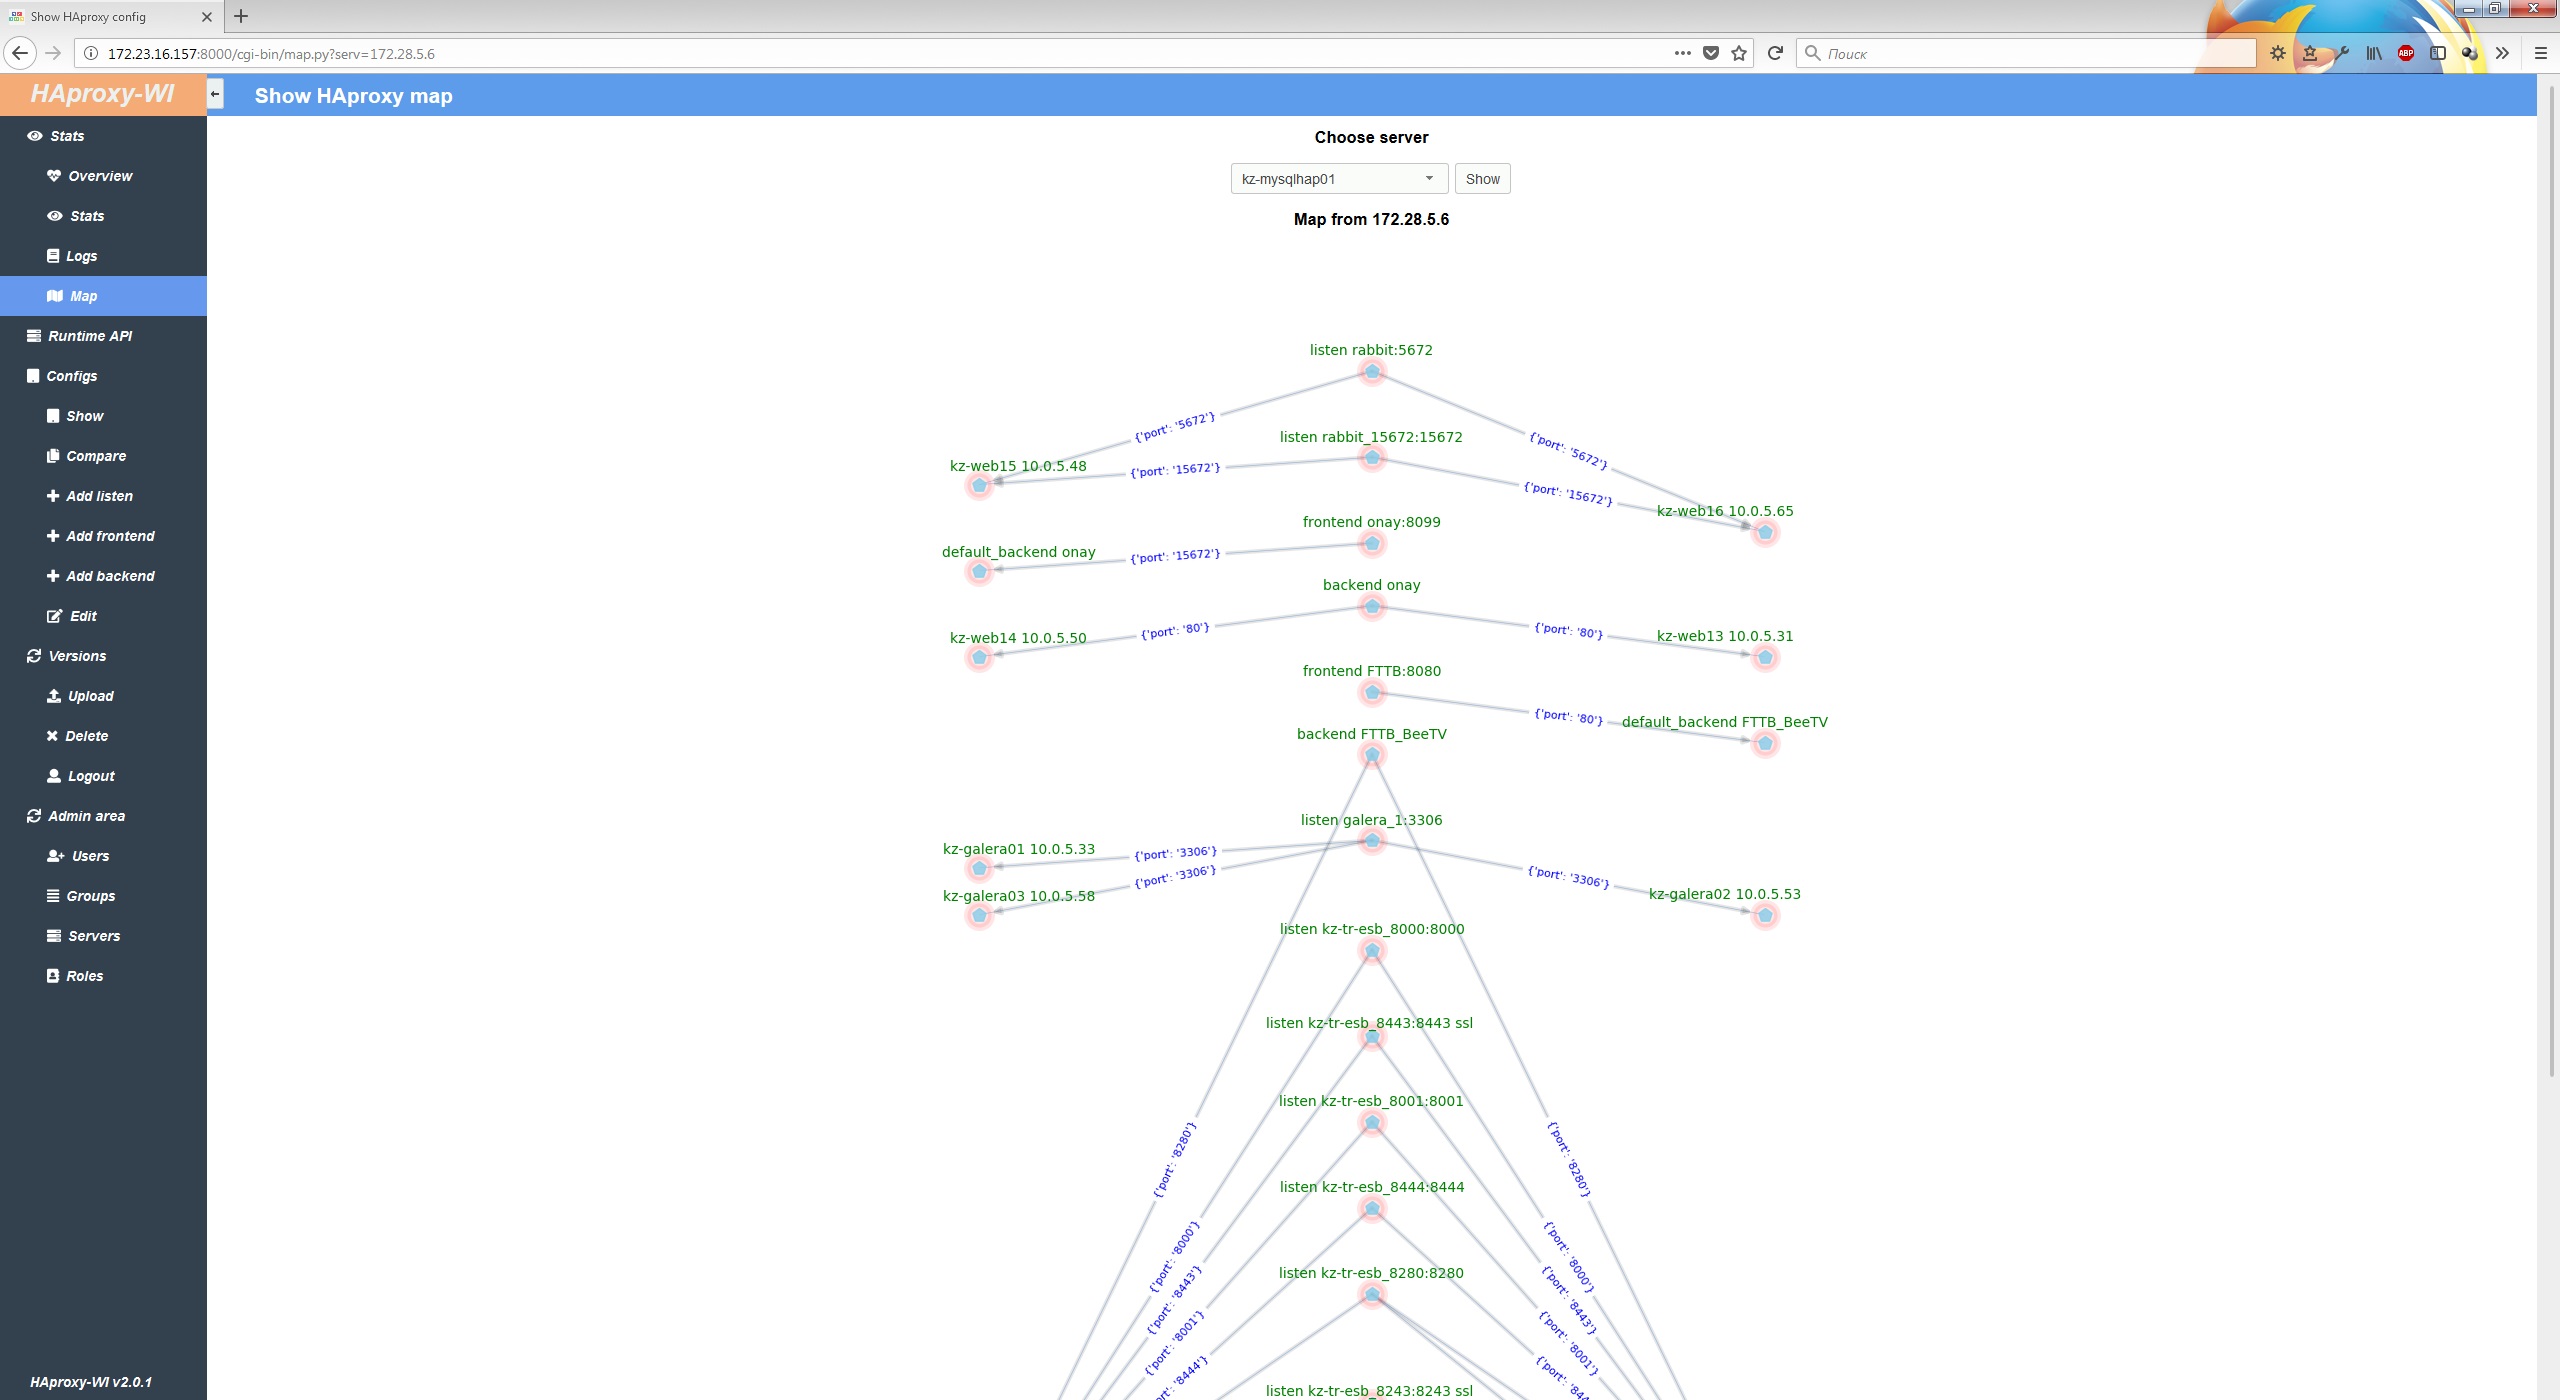 Show HAproxy config
172.23.16.157:8000/cgi-bin/map.py?serv=172.28.5.6
Поиск
ABP
HAproxy-WI
Show HAproxy map
Stats
Overview
Stats
Logs
Map
Runtime API
Configs
Show
Compare
Add listen
Add frontend
Add backend
Edit
Versions
Upload
Delete
Logout
Admin area
Users
Groups
Servers
Roles
HAproxy-WI v2.0.1
Choose server
kz-mysqlhap01 Show
Map from 172.28.5.6
listen rabbit:5672
{'port': '5672'} {'port': '5672'}
listen rabbit_15672:15672
kz-web15 10.0.5.48
{'port': '15672'} {'port': '15672'}
kz-web16 10.0.5.65
frontend onay:8099
default_backend onay
{'port': '15672'}
backend onay
{'port': '80'} {'port': '80'}
kz-web14 10.0.5.50 kz-web13 10.0.5.31
frontend FTTB:8080
{'port': '80'}
default_backend FTTB_BeeTV
backend FTTB_BeeTV
listen galera_1:3306
kz-galera01 10.0.5.33
{'port': '3306'}
{'port': '3306'} {'port': '3306'}
kz-galera03 10.0.5.58 kz-galera02 10.0.5.53
listen kz-tr-esb_8000:8000
listen kz-tr-esb_8443:8443 ssl
listen kz-tr-esb_8001:8001
{'port': '8280'} {'port': '8280'}
listen kz-tr-esb_8444:8444
{'port': '8000'} {'port': '8000'}
listen kz-tr-esb_8280:8280
{'port': '8443'} {'port': '8443'}
{'port': '8001'} {'port': '8001'}
'8444'}
{'port':
listen kz-tr-esb_8243:8243 ssl